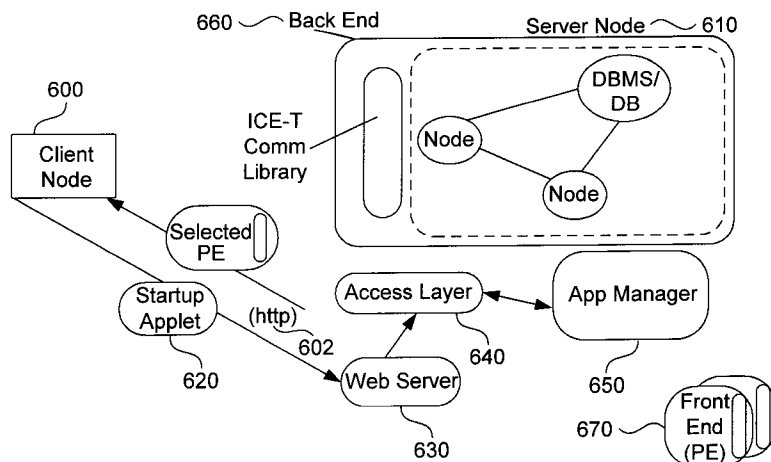 660
Back End
Server Node
610
600
ICE-T
Comm
Library
DBMS/
DB
Node
Node
Client
Node
Selected
PE
Startup
Applet
620
(http)
602
Access Layer
640
App Manager
650
Web Server
630
670
Front
End
(PE)